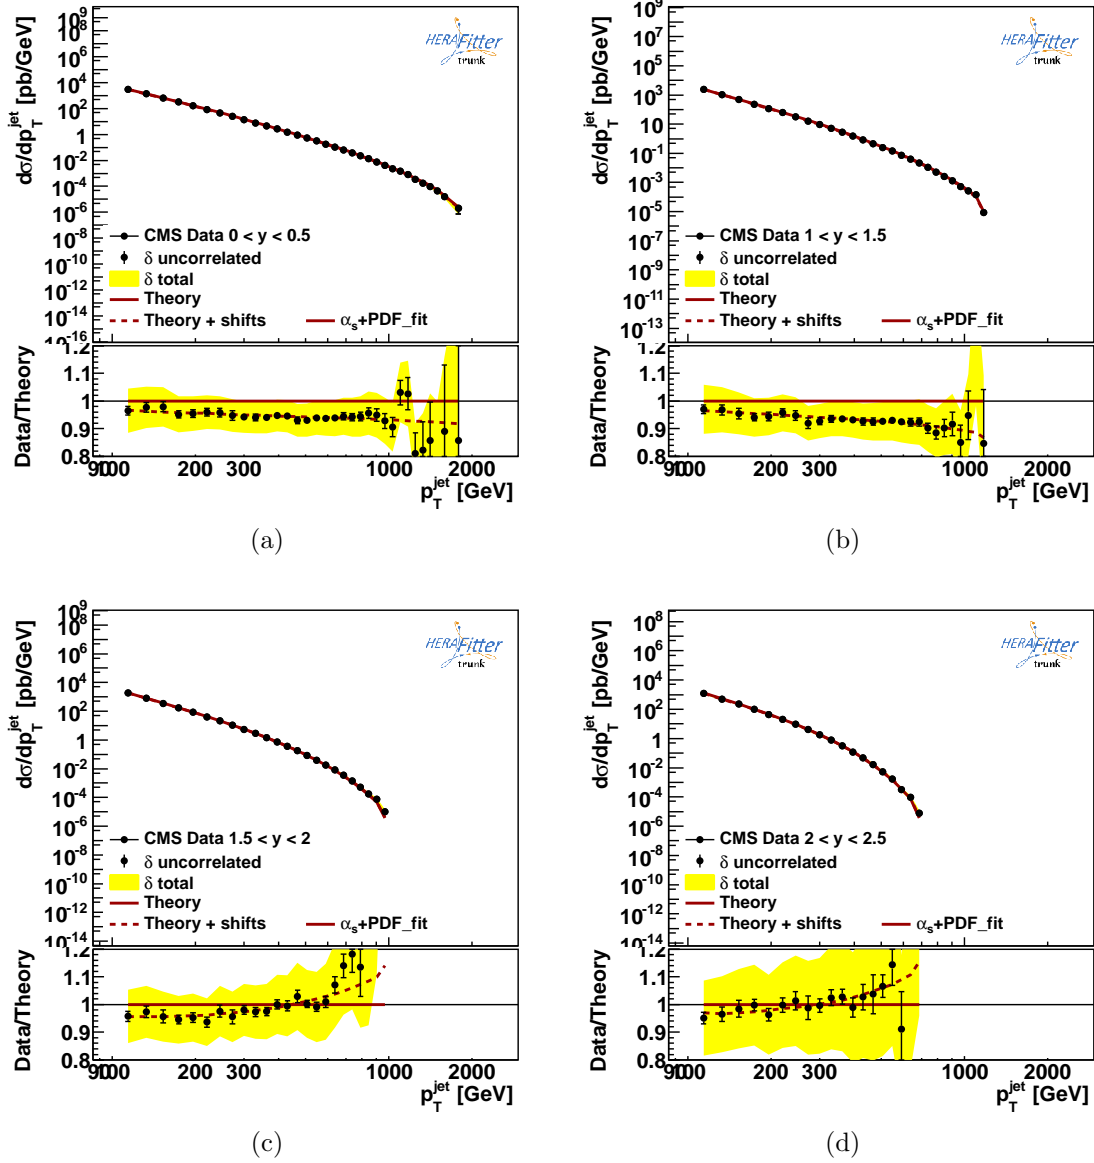 dσ/dp_T^jet [pb/GeV]
10^9
10^8
10^6
10^4
10^2
1
10^-2
10^-4
10^-6
10^-8
10^-10
10^-12
10^-14
10^-16
HERAFitter
trunk
CMS Data 0 < y < 0.5
δ uncorrelated
δ total
Theory
Theory + shifts α_s+PDF_fit
Data/Theory
1.2
1.1
1
0.9
0.8
90 100 200 300 1000 2000
p_T^jet [GeV]
(a)
dσ/dp_T^jet [pb/GeV]
10^9
10^7
10^5
10^3
10
10^-1
10^-3
10^-5
10^-7
10^-9
10^-11
10^-13
HERAFitter
trunk
CMS Data 1 < y < 1.5
δ uncorrelated
δ total
Theory
Theory + shifts α_s+PDF_fit
Data/Theory
1.2
1.1
1
0.9
0.8
90 100 200 300 1000 2000
p_T^jet [GeV]
(b)
dσ/dp_T^jet [pb/GeV]
10^9
10^8
10^6
10^4
10^2
1
10^-2
10^-4
10^-6
10^-8
10^-10
10^-12
10^-14
HERAFitter
trunk
CMS Data 1.5 < y < 2
δ uncorrelated
δ total
Theory
Theory + shifts α_s+PDF_fit
Data/Theory
1.2
1.1
1
0.9
0.8
90 100 200 300 1000 2000
p_T^jet [GeV]
(c)
dσ/dp_T^jet [pb/GeV]
10^8
10^6
10^4
10^2
1
10^-2
10^-4
10^-6
10^-8
10^-10
10^-12
10^-14
HERAFitter
trunk
CMS Data 2 < y < 2.5
δ uncorrelated
δ total
Theory
Theory + shifts α_s+PDF_fit
Data/Theory
1.2
1.1
1
0.9
0.8
90 100 200 300 1000 2000
p_T^jet [GeV]
(d)